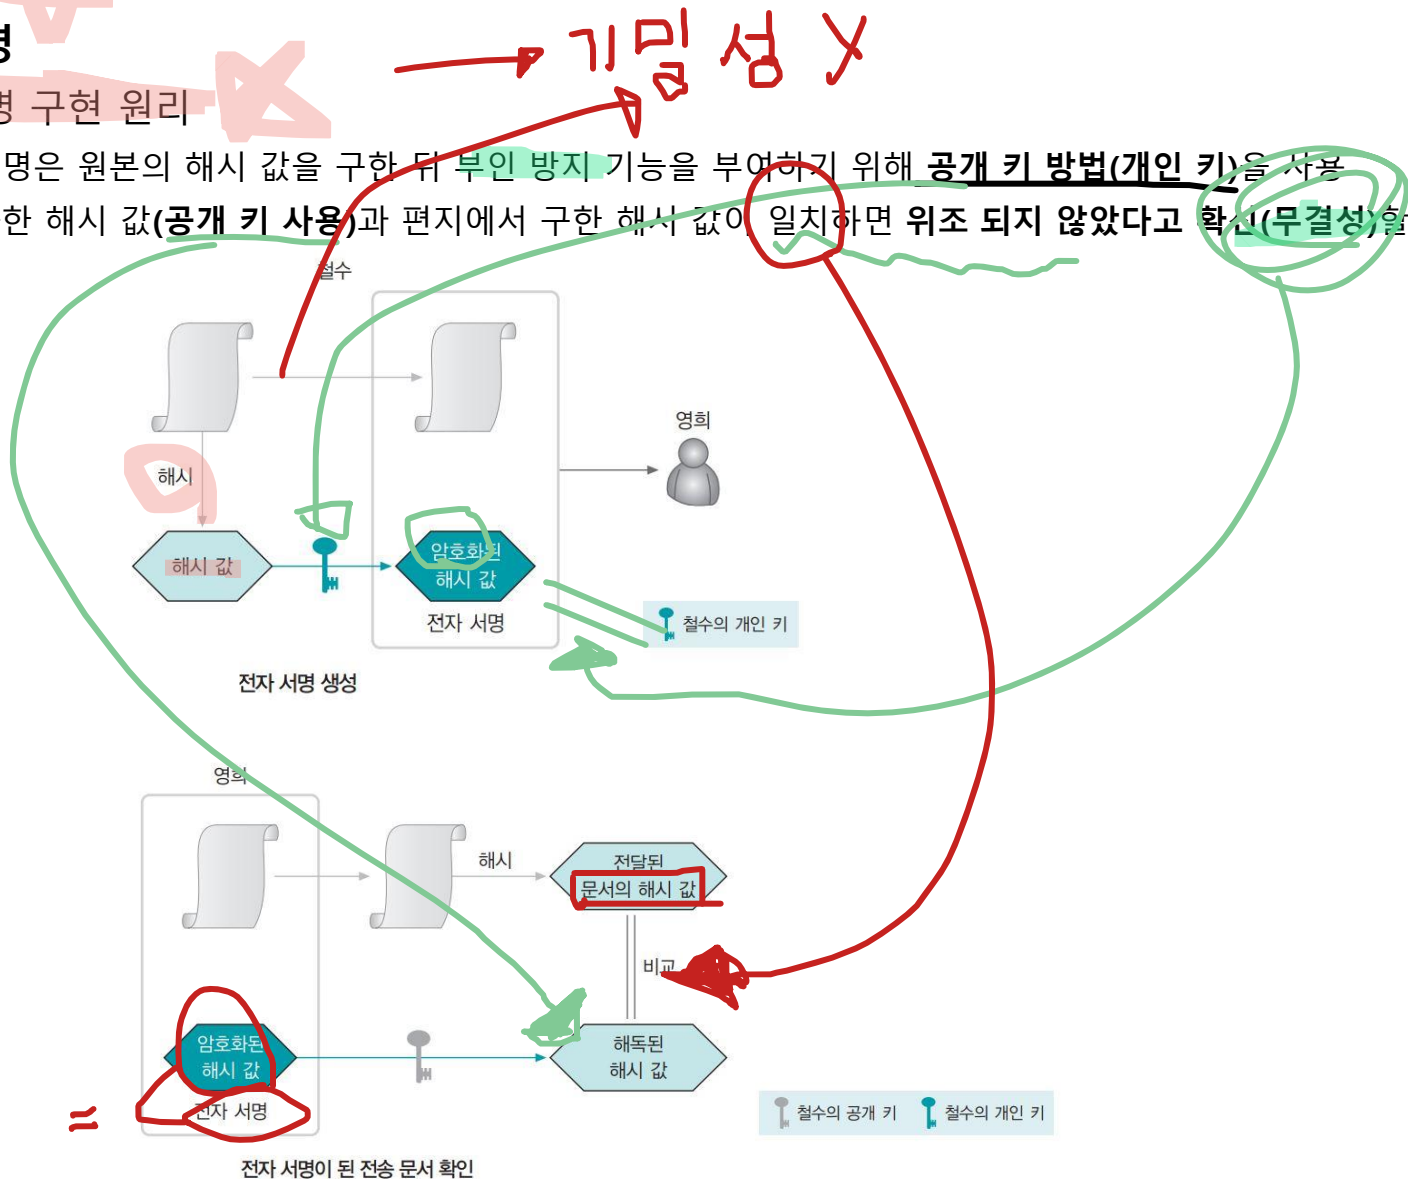 명
기밀성 X
명 구현 원리
명은 원본의 해시 값을 구한 뒤 부인 방지 기능을 부여하기 위해 공개 키 방법(개인 키)을 사용
한 해시 값(공개 키 사용)과 편지에서 구한 해시 값이 일치하면 위조 되지 않았다고 확신(무결성)할
철수
영희
해시
해시 값
암호화된
해시 값
전자 서명
철수의 개인 키
전자 서명 생성
영희
해시
전달된
문서의 해시 값
비교
암호화된
해시 값
해독된
해시 값
전자 서명
철수의 공개 키
철수의 개인 키
전자 서명이 된 전송 문서 확인